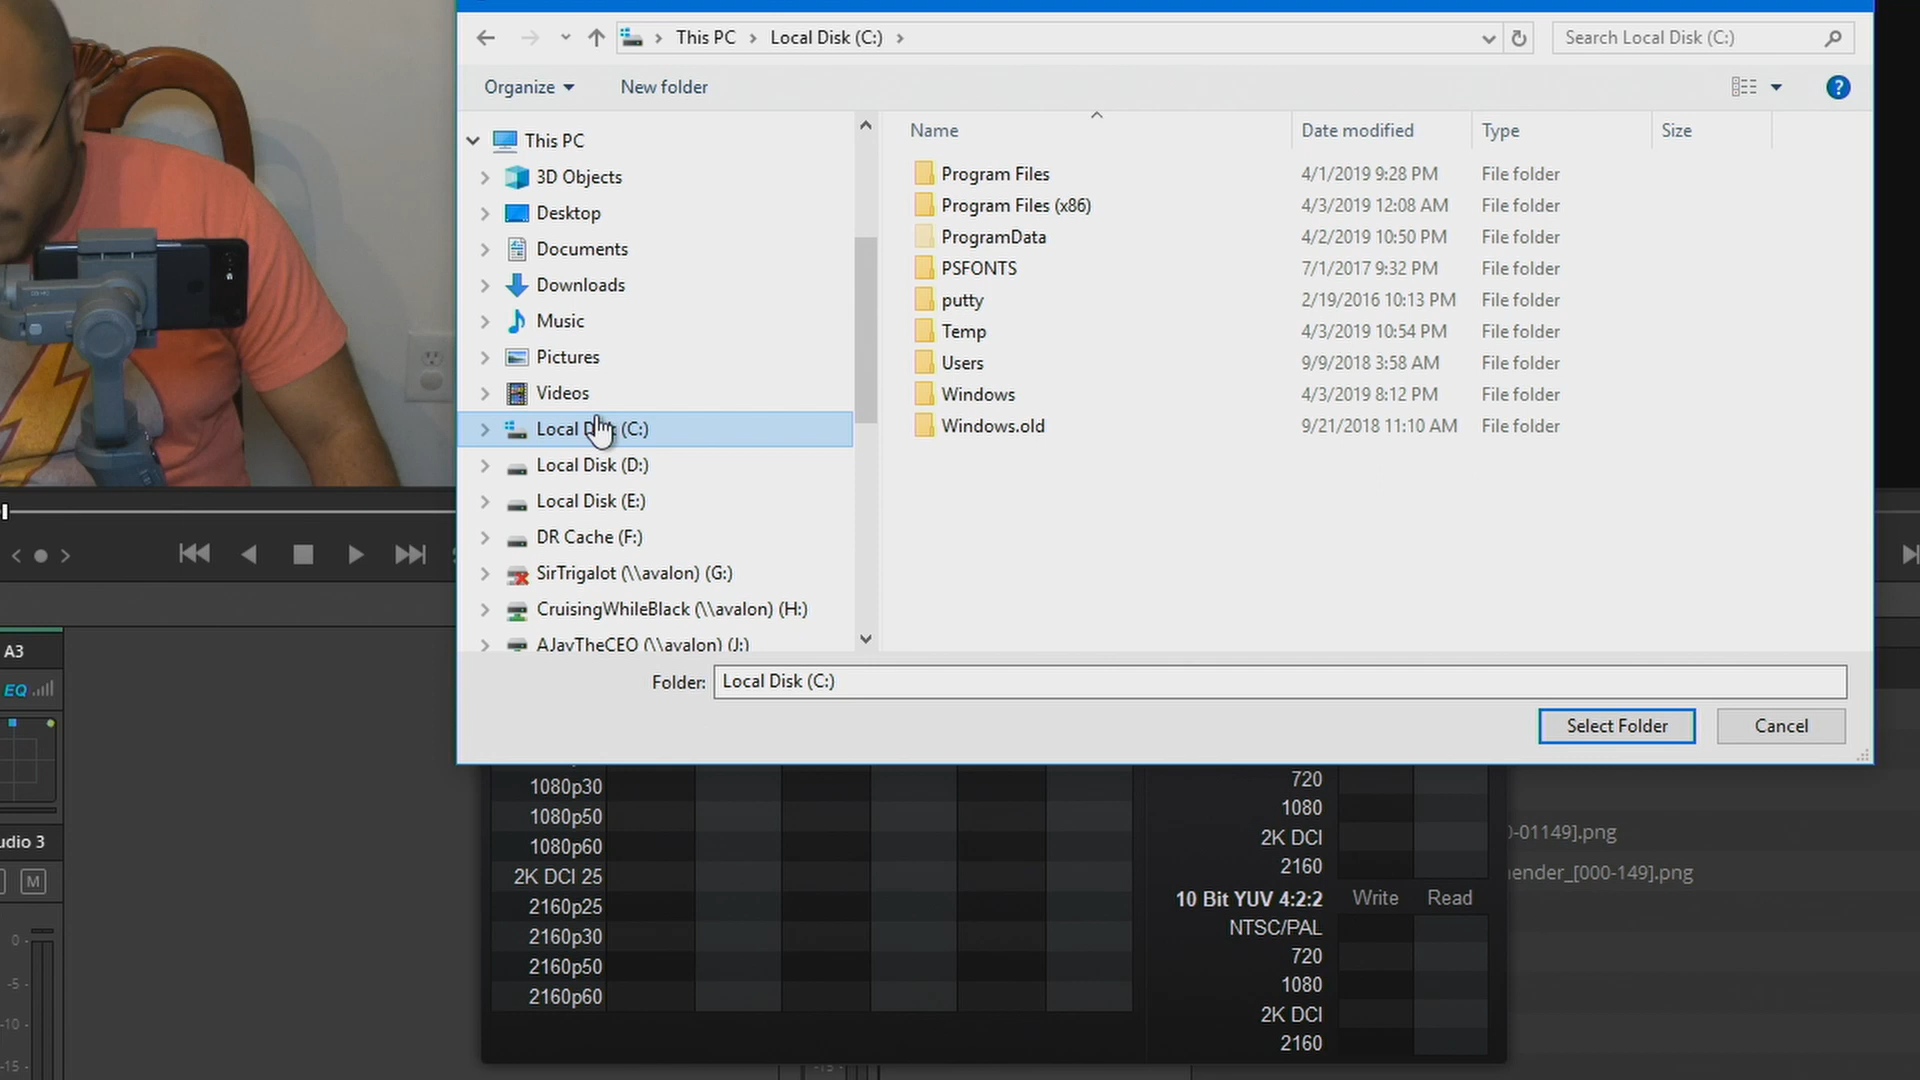 This PC > Local Disk (C:) >
Search Local Disk (C:)
Organize
New folder
?
This PC
3D Objects
Desktop
Documents
Downloads
Music
Pictures
Videos
Local Disk (C:)
Local Disk (D:)
Local Disk (E:)
DR Cache (F:)
SirTrigalot (\\avalon) (G:)
CruisingWhileBlack (\\avalon) (H:)
AJayTheCEO (\\avalon) (J:)
Name Date modified Type Size
Program Files 4/1/2019 9:28 PM File folder
Program Files (x86) 4/3/2019 12:08 AM File folder
ProgramData 4/2/2019 10:50 PM File folder
PSFONTS 7/1/2017 9:32 PM File folder
putty 2/19/2016 10:13 PM File folder
Temp 4/3/2019 10:54 PM File folder
Users 9/9/2018 3:58 AM File folder
Windows 4/3/2019 8:12 PM File folder
Windows.old 9/21/2018 11:10 AM File folder
Folder: Local Disk (C:)
Select Folder
Cancel
A3
EQ
udio 3
M
0
-5
-10
-15
1080p30
1080p50
1080p60
2K DCI 25
2160p25
2160p30
2160p50
2160p60
720
1080
2K DCI
2160
10 Bit YUV 4:2:2 Write Read
NTSC/PAL
720
1080
2K DCI
2160
-01149].png
ender_[000-149].png
-15